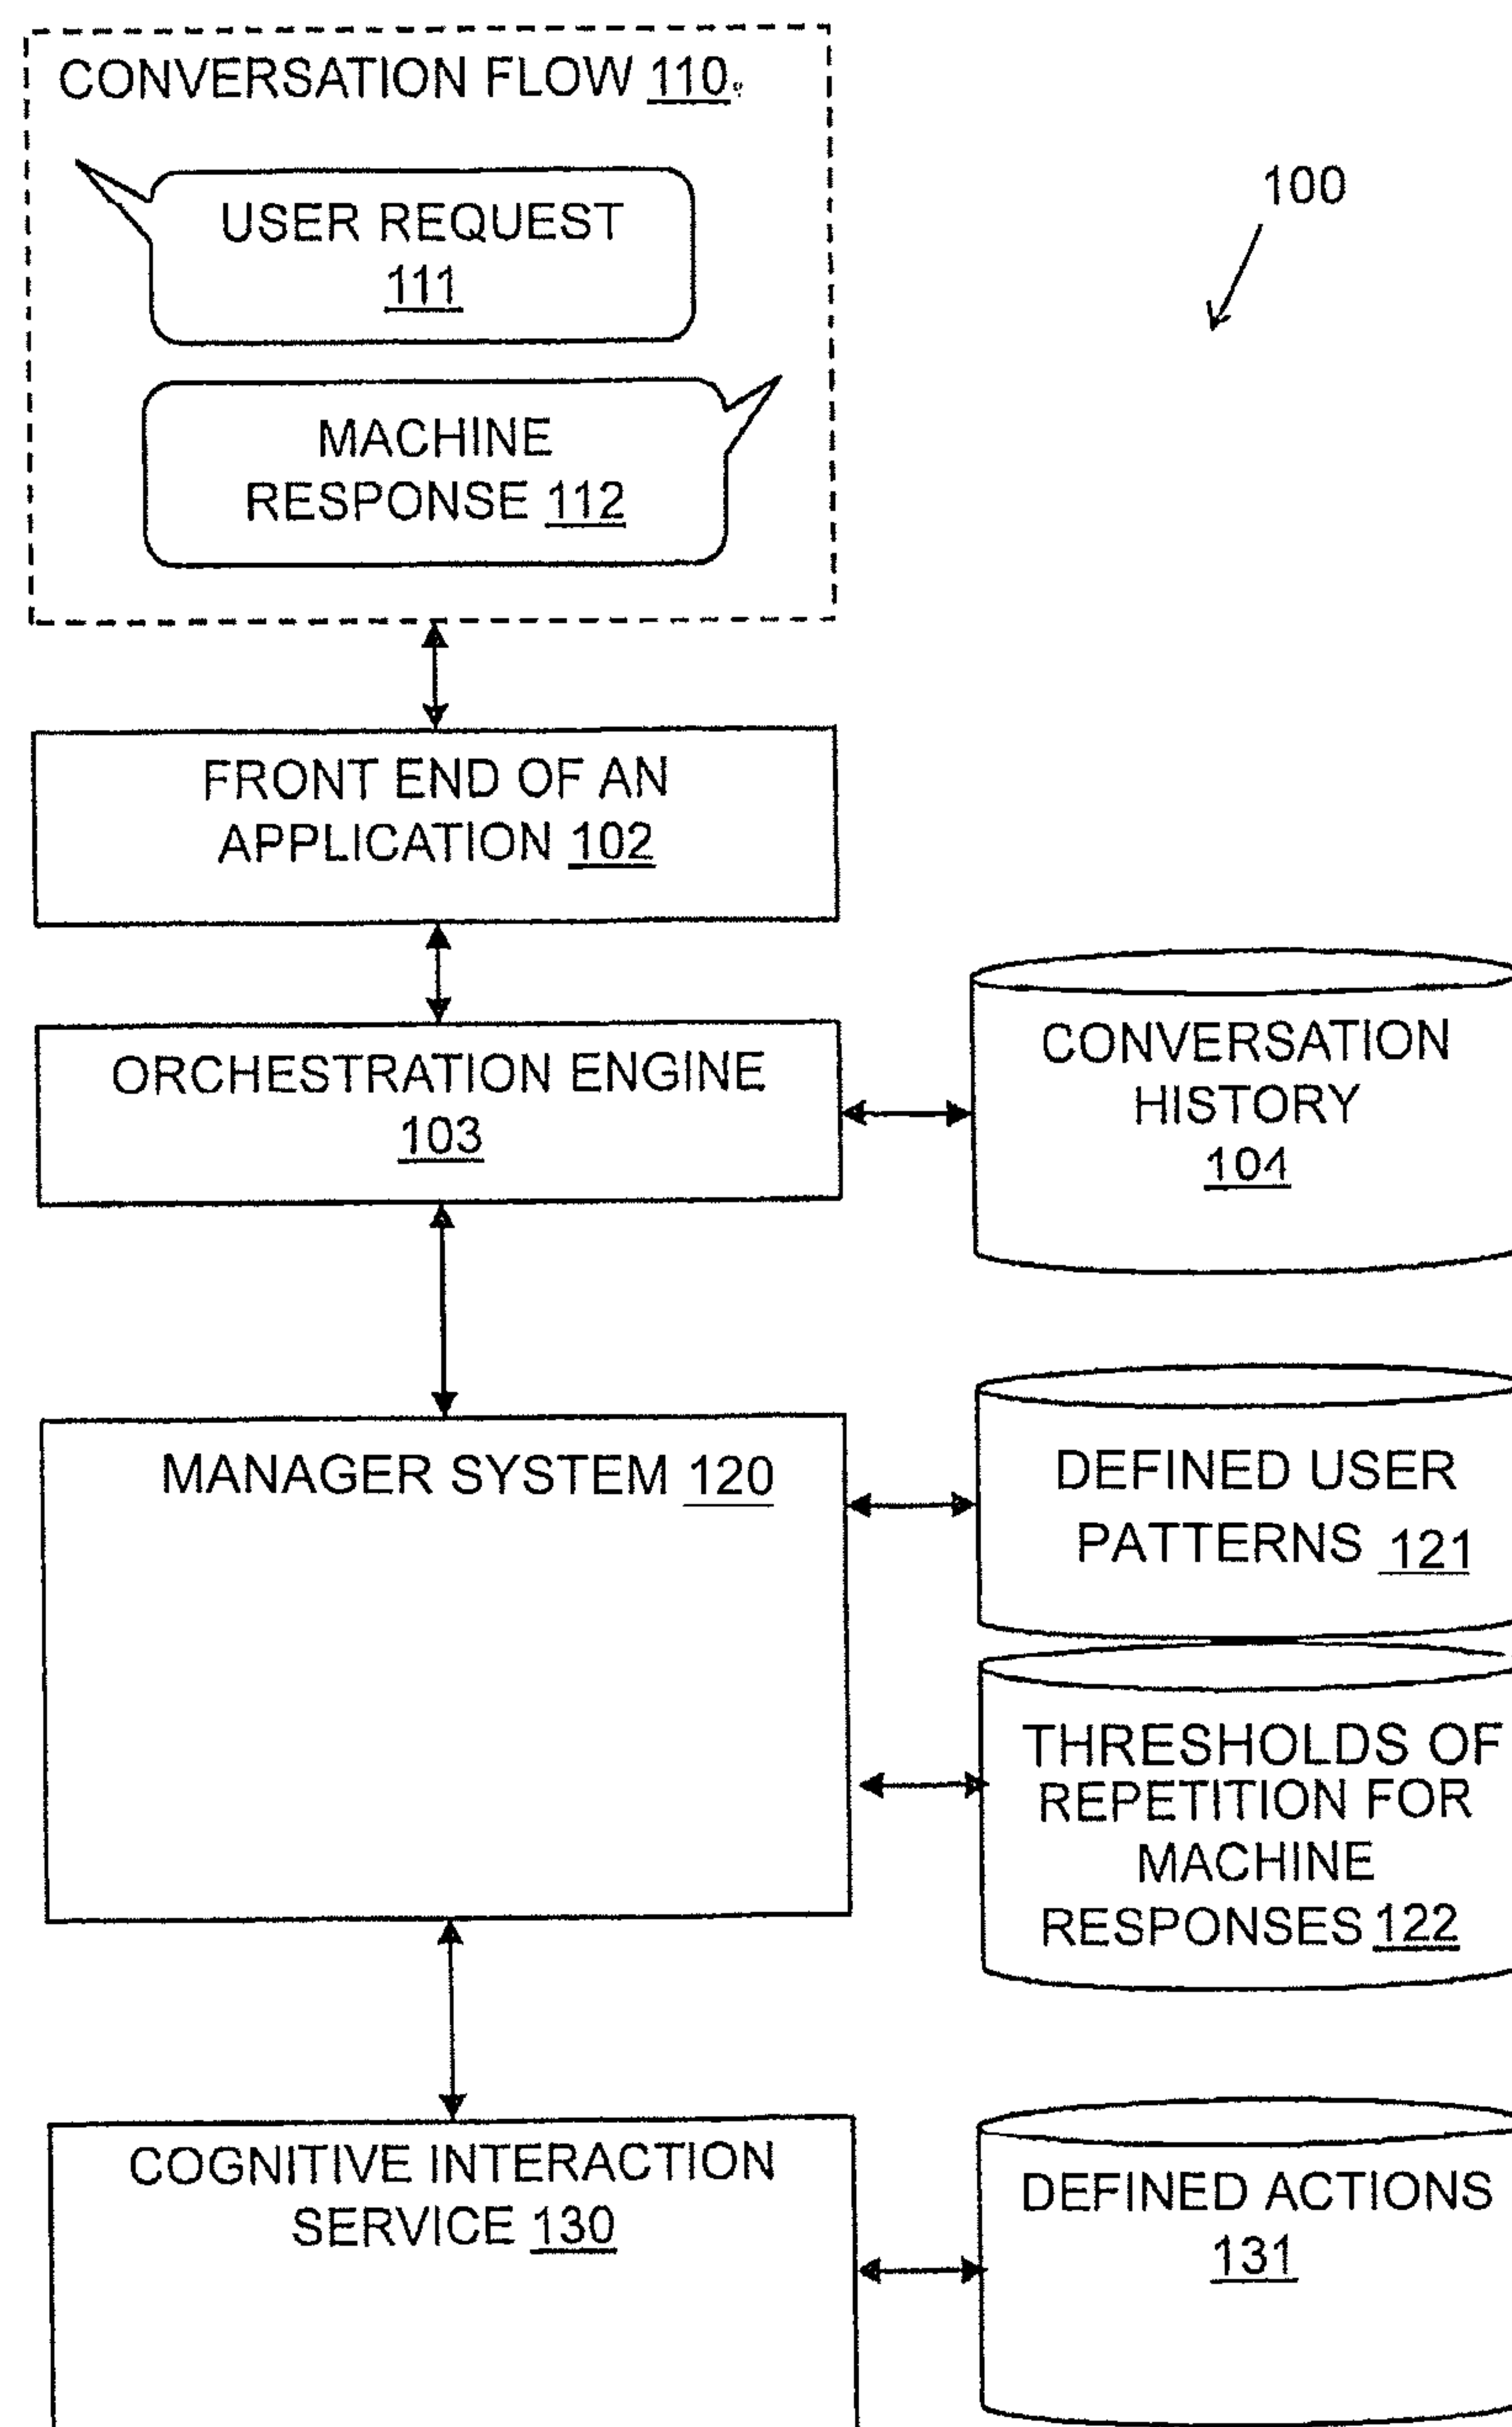 CONVERSATION FLOW 110
100
USER REQUEST
111
MACHINE
RESPONSE 112
FRONT END OF AN
APPLICATION 102
ORCHESTRATION ENGINE
103
CONVERSATION
HISTORY
104
MANAGER SYSTEM 120
DEFINED USER
PATTERNS 121
THRESHOLDS OF
REPETITION FOR
MACHINE
RESPONSES 122
COGNITIVE INTERACTION
SERVICE 130
DEFINED ACTIONS
131